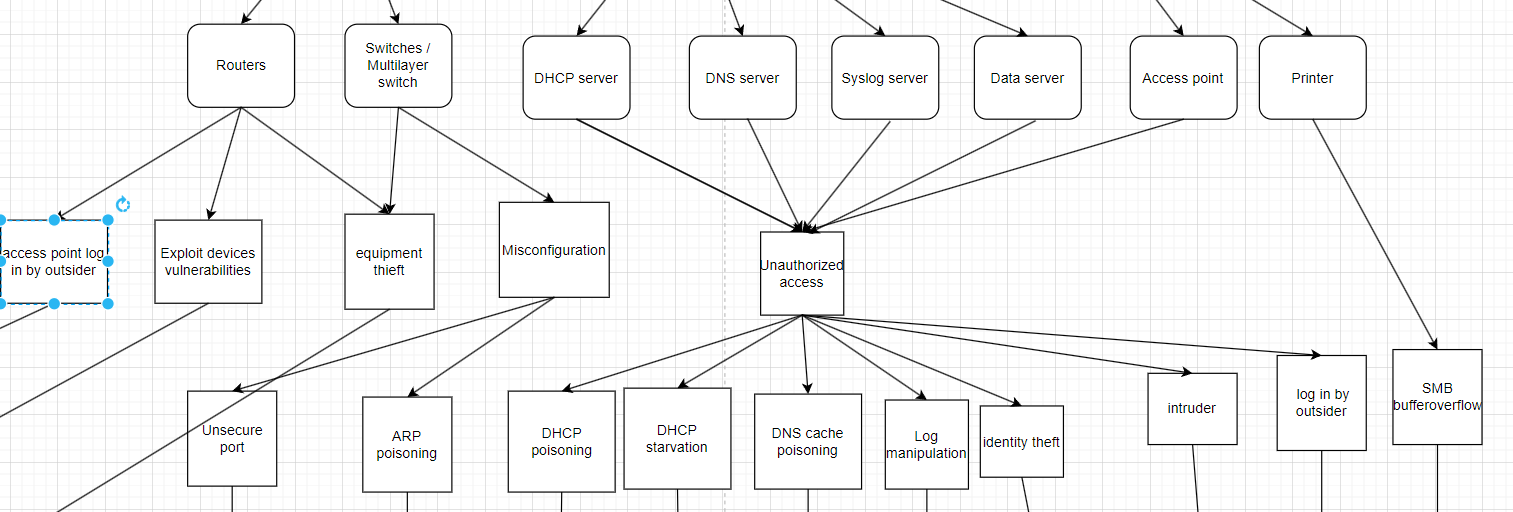 Routers
Switches /
Multilayer
switch
DHCP server
DNS server
Syslog server
Data server
Access point
Printer
access point log
in by outsider
Exploit devices
vulnerabilities
equipment
thieft
Misconfiguration
Unauthorized
access
Unsecure
port
ARP
poisoning
DHCP
poisoning
DHCP
starvation
DNS cache
poisoning
Log
manipulation
identity theft
intruder
log in by
outsider
SMB
bufferoverflow